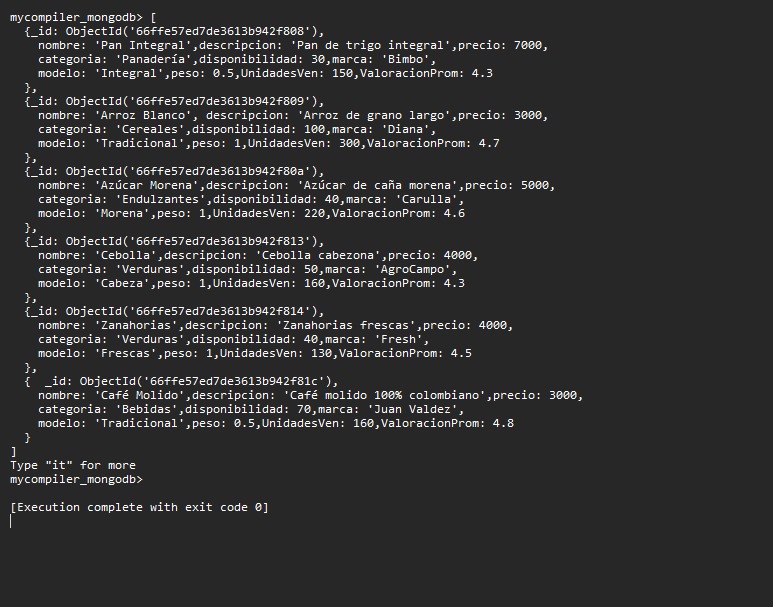 mycompiler_mongodb> [
  {_id: ObjectId('66ffe57ed7de3613b942f808'),
    nombre: 'Pan Integral',descripcion: 'Pan de trigo integral',precio: 7000,
    categoria: 'Panadería',disponibilidad: 30,marca: 'Bimbo',
    modelo: 'Integral',peso: 0.5,UnidadesVen: 150,ValoracionProm: 4.3
  },
  {_id: ObjectId('66ffe57ed7de3613b942f809'),
    nombre: 'Arroz Blanco', descripcion: 'Arroz de grano largo',precio: 3000,
    categoria: 'Cereales',disponibilidad: 100,marca: 'Diana',
    modelo: 'Tradicional',peso: 1,UnidadesVen: 300,ValoracionProm: 4.7
  },
  {_id: ObjectId('66ffe57ed7de3613b942f80a'),
    nombre: 'Azúcar Morena',descripcion: 'Azúcar de caña morena',precio: 5000,
    categoria: 'Endulzantes',disponibilidad: 40,marca: 'Carulla',
    modelo: 'Morena',peso: 1,UnidadesVen: 220,ValoracionProm: 4.6
  },
  {_id: ObjectId('66ffe57ed7de3613b942f813'),
    nombre: 'Cebolla',descripcion: 'Cebolla cabezona',precio: 4000,
    categoria: 'Verduras',disponibilidad: 50,marca: 'AgroCampo',
    modelo: 'Cabeza',peso: 1,UnidadesVen: 160,ValoracionProm: 4.3
  },
  {_id: ObjectId('66ffe57ed7de3613b942f814'),
    nombre: 'Zanahorias',descripcion: 'Zanahorias frescas',precio: 4000,
    categoria: 'Verduras',disponibilidad: 40,marca: 'Fresh',
    modelo: 'Frescas',peso: 1,UnidadesVen: 130,ValoracionProm: 4.5
  },
  {  _id: ObjectId('66ffe57ed7de3613b942f81c'),
    nombre: 'Café Molido',descripcion: 'Café molido 100% colombiano',precio: 3000,
    categoria: 'Bebidas',disponibilidad: 70,marca: 'Juan Valdez',
    modelo: 'Tradicional',peso: 0.5,UnidadesVen: 160,ValoracionProm: 4.8
  }
]
Type "it" for more
mycompiler_mongodb>
[Execution complete with exit code 0]